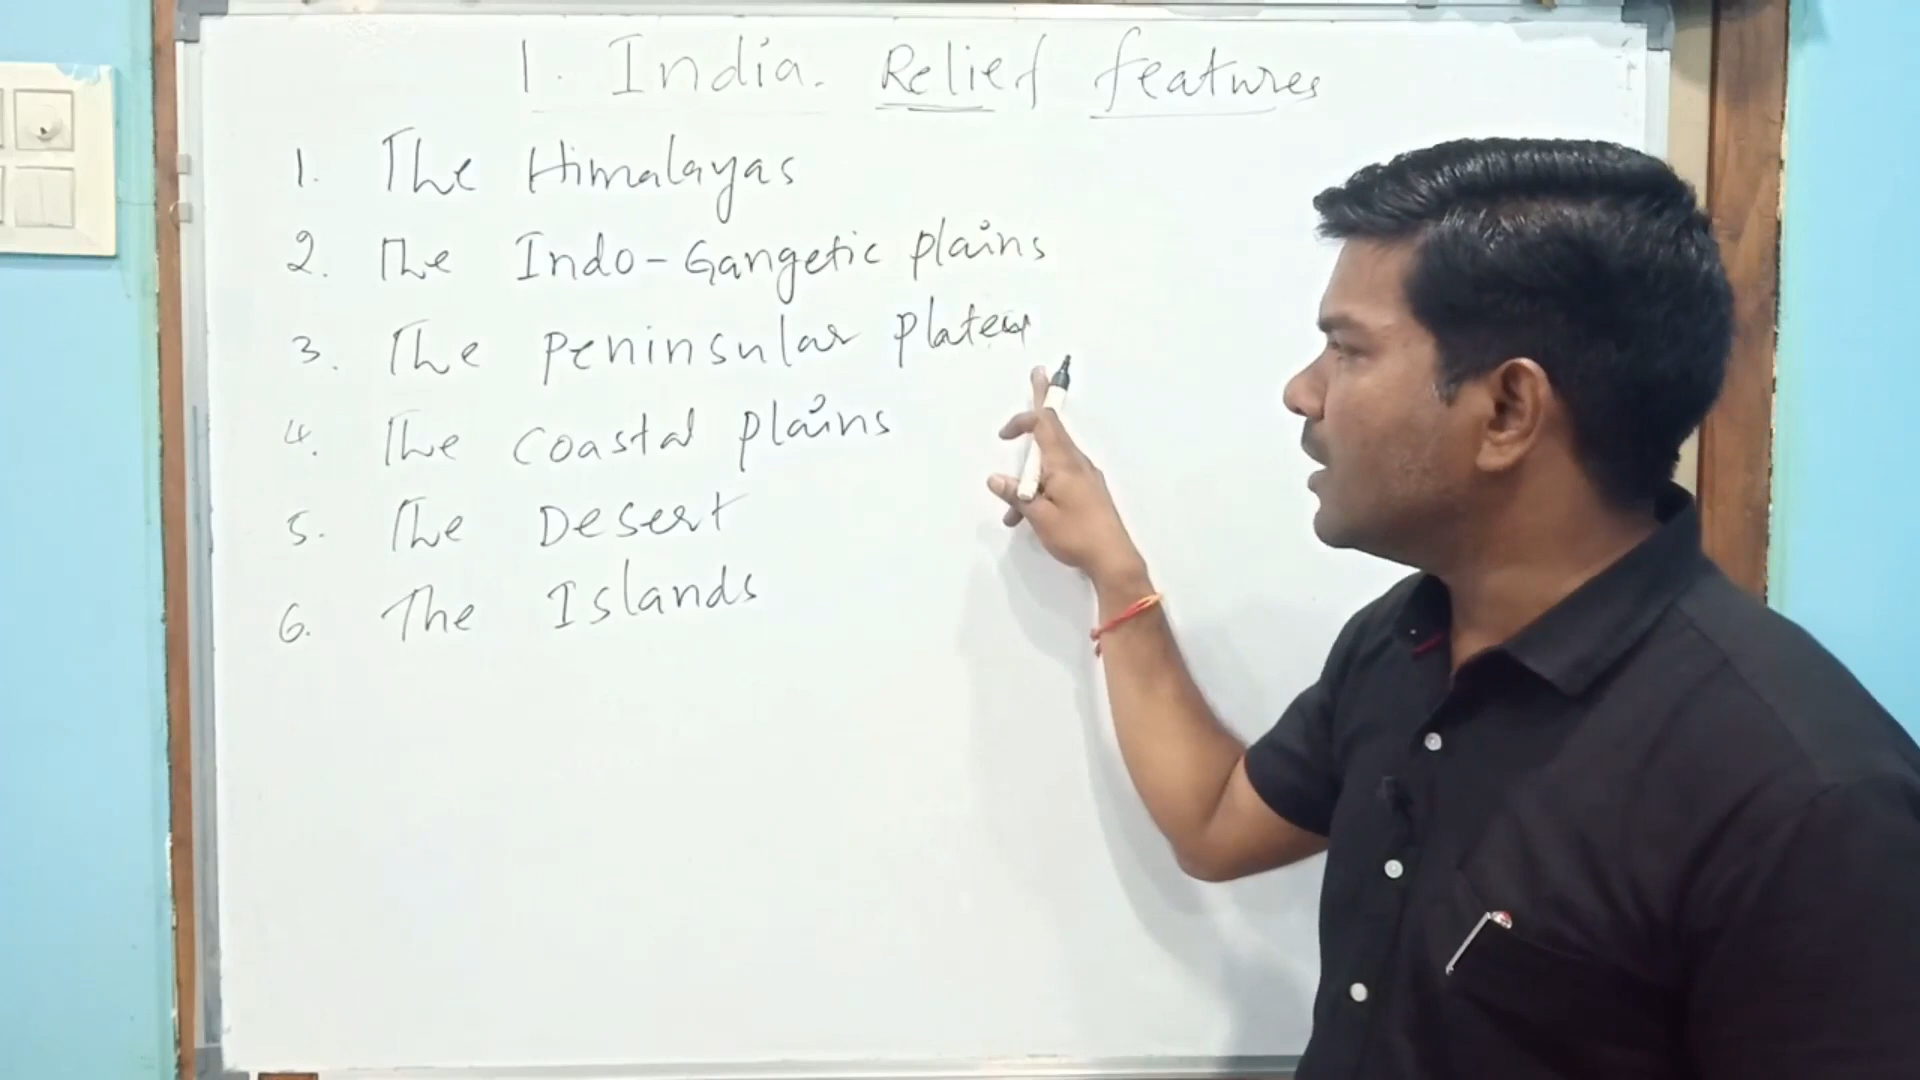 1. India. Relief features
1. The Himalayas
2. The Indo-Gangetic plains
3. The Peninsular plateau
4. The Coastal plains
5. The Desert
6. The Islands